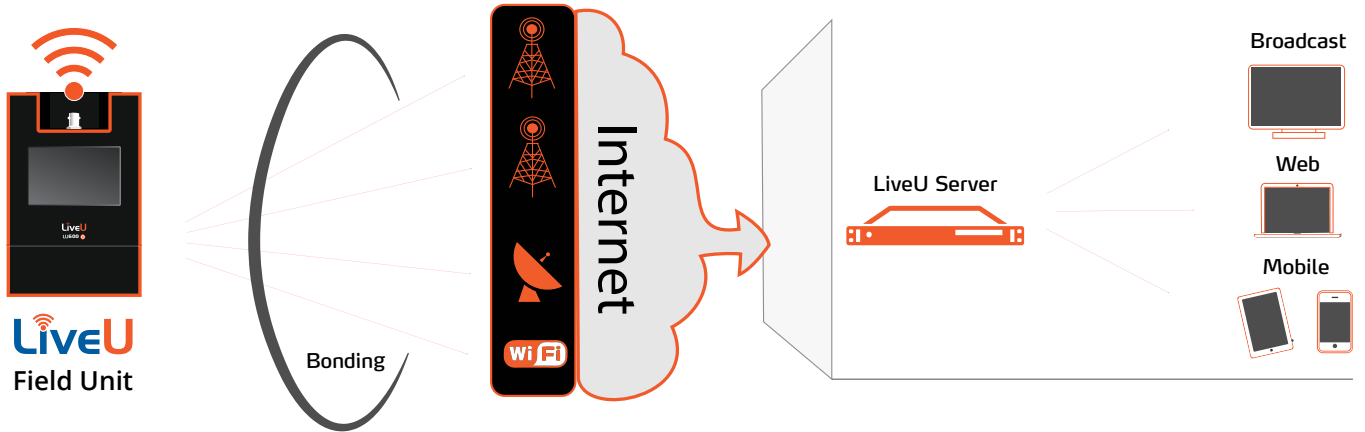 LiveU
LU600
LiveU
Field Unit
Bonding
Wi Fi
Internet
LiveU Server
Broadcast
Web
Mobile